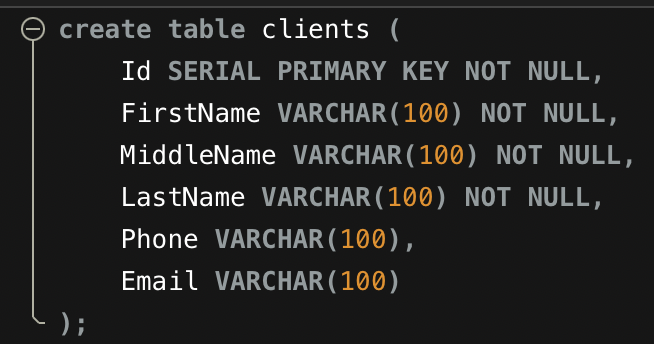 create table clients (
Id SERIAL PRIMARY KEY NOT NULL,
FirstName VARCHAR(100) NOT NULL,
MiddleName VARCHAR(100) NOT NULL,
LastName VARCHAR(100) NOT NULL,
Phone VARCHAR(100),
Email VARCHAR(100)
);